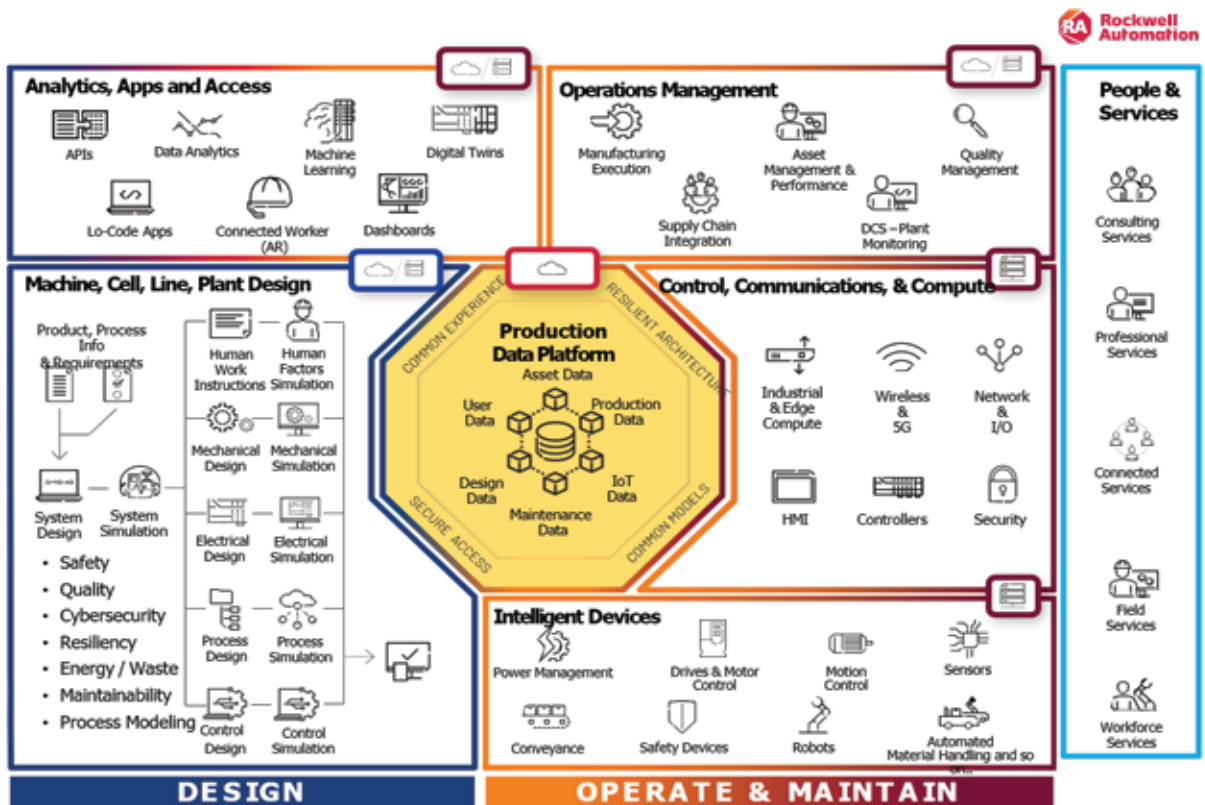 Rockwell
Automation
Analytics, Apps and Access
APIs
Data Analytics
Machine
Learning
Digital Twins
Lo-Code Apps
Connected Worker
(AR)
Dashboards
Operations Management
Manufacturing
Execution
Asset
Management &
Performance
Quality
Management
Supply Chain
Integration
DCS – Plant
Monitoring
People &
Services
Consulting
Services
Professional
Services
Connected
Services
Field
Services
Workforce
Services
Machine, Cell, Line, Plant Design
Product, Process
Info
& Requirements
Human
Work
Instructions
Human
Factors
Simulation
Mechanical
Design
Mechanical
Simulation
System
Design
System
Simulation
Electrical
Design
Electrical
Simulation
• Safety
• Quality
• Cybersecurity
• Resiliency
• Energy / Waste
• Maintainability
• Process Modeling
Process
Design
Process
Simulation
Control
Design
Control
Simulation
COMMON EXPERIENCE
RESILIENT ARCHITECTURE
SECURE ACCESS
COMMON MODELS
Production
Data Platform
Asset Data
User
Data
Production
Data
Design
Data
IoT
Data
Maintenance
Data
Control, Communications, & Compute
Industrial
& Edge
Compute
Wireless
&
5G
Network
&
I/O
HMI
Controllers
Security
Intelligent Devices
Power Management
Drives & Motor
Control
Motion
Control
Sensors
Conveyance
Safety Devices
Robots
Automated
Material Handling and so
on..
DESIGN
OPERATE & MAINTAIN
RA